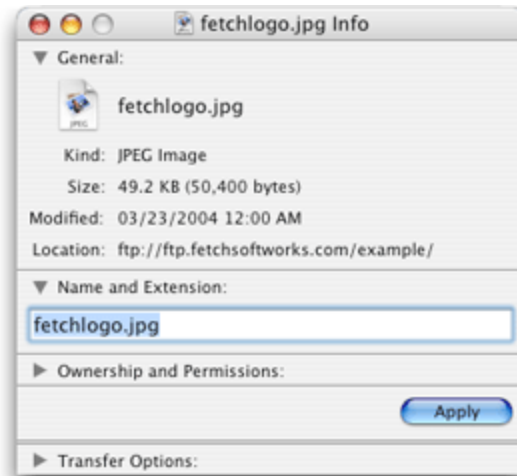 fetchlogo.jpg Info
General:
fetchlogo.jpg
JPEG
Kind: JPEG Image
Size: 49.2 KB (50,400 bytes)
Modified: 03/23/2004 12:00 AM
Location: ftp://ftp.fetchsoftworks.com/example/
Name and Extension:
fetchlogo.jpg
Ownership and Permissions:
Apply
Transfer Options: